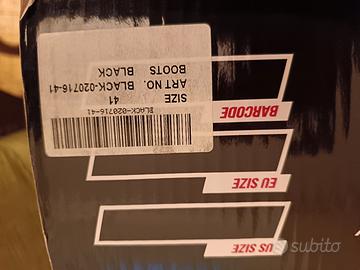 US SIZE
EU SIZE
BARCODE
BLACK-020716-41
SIZE 41
ART NO. BLACK-020716-41
BOOTS BLACK
subito